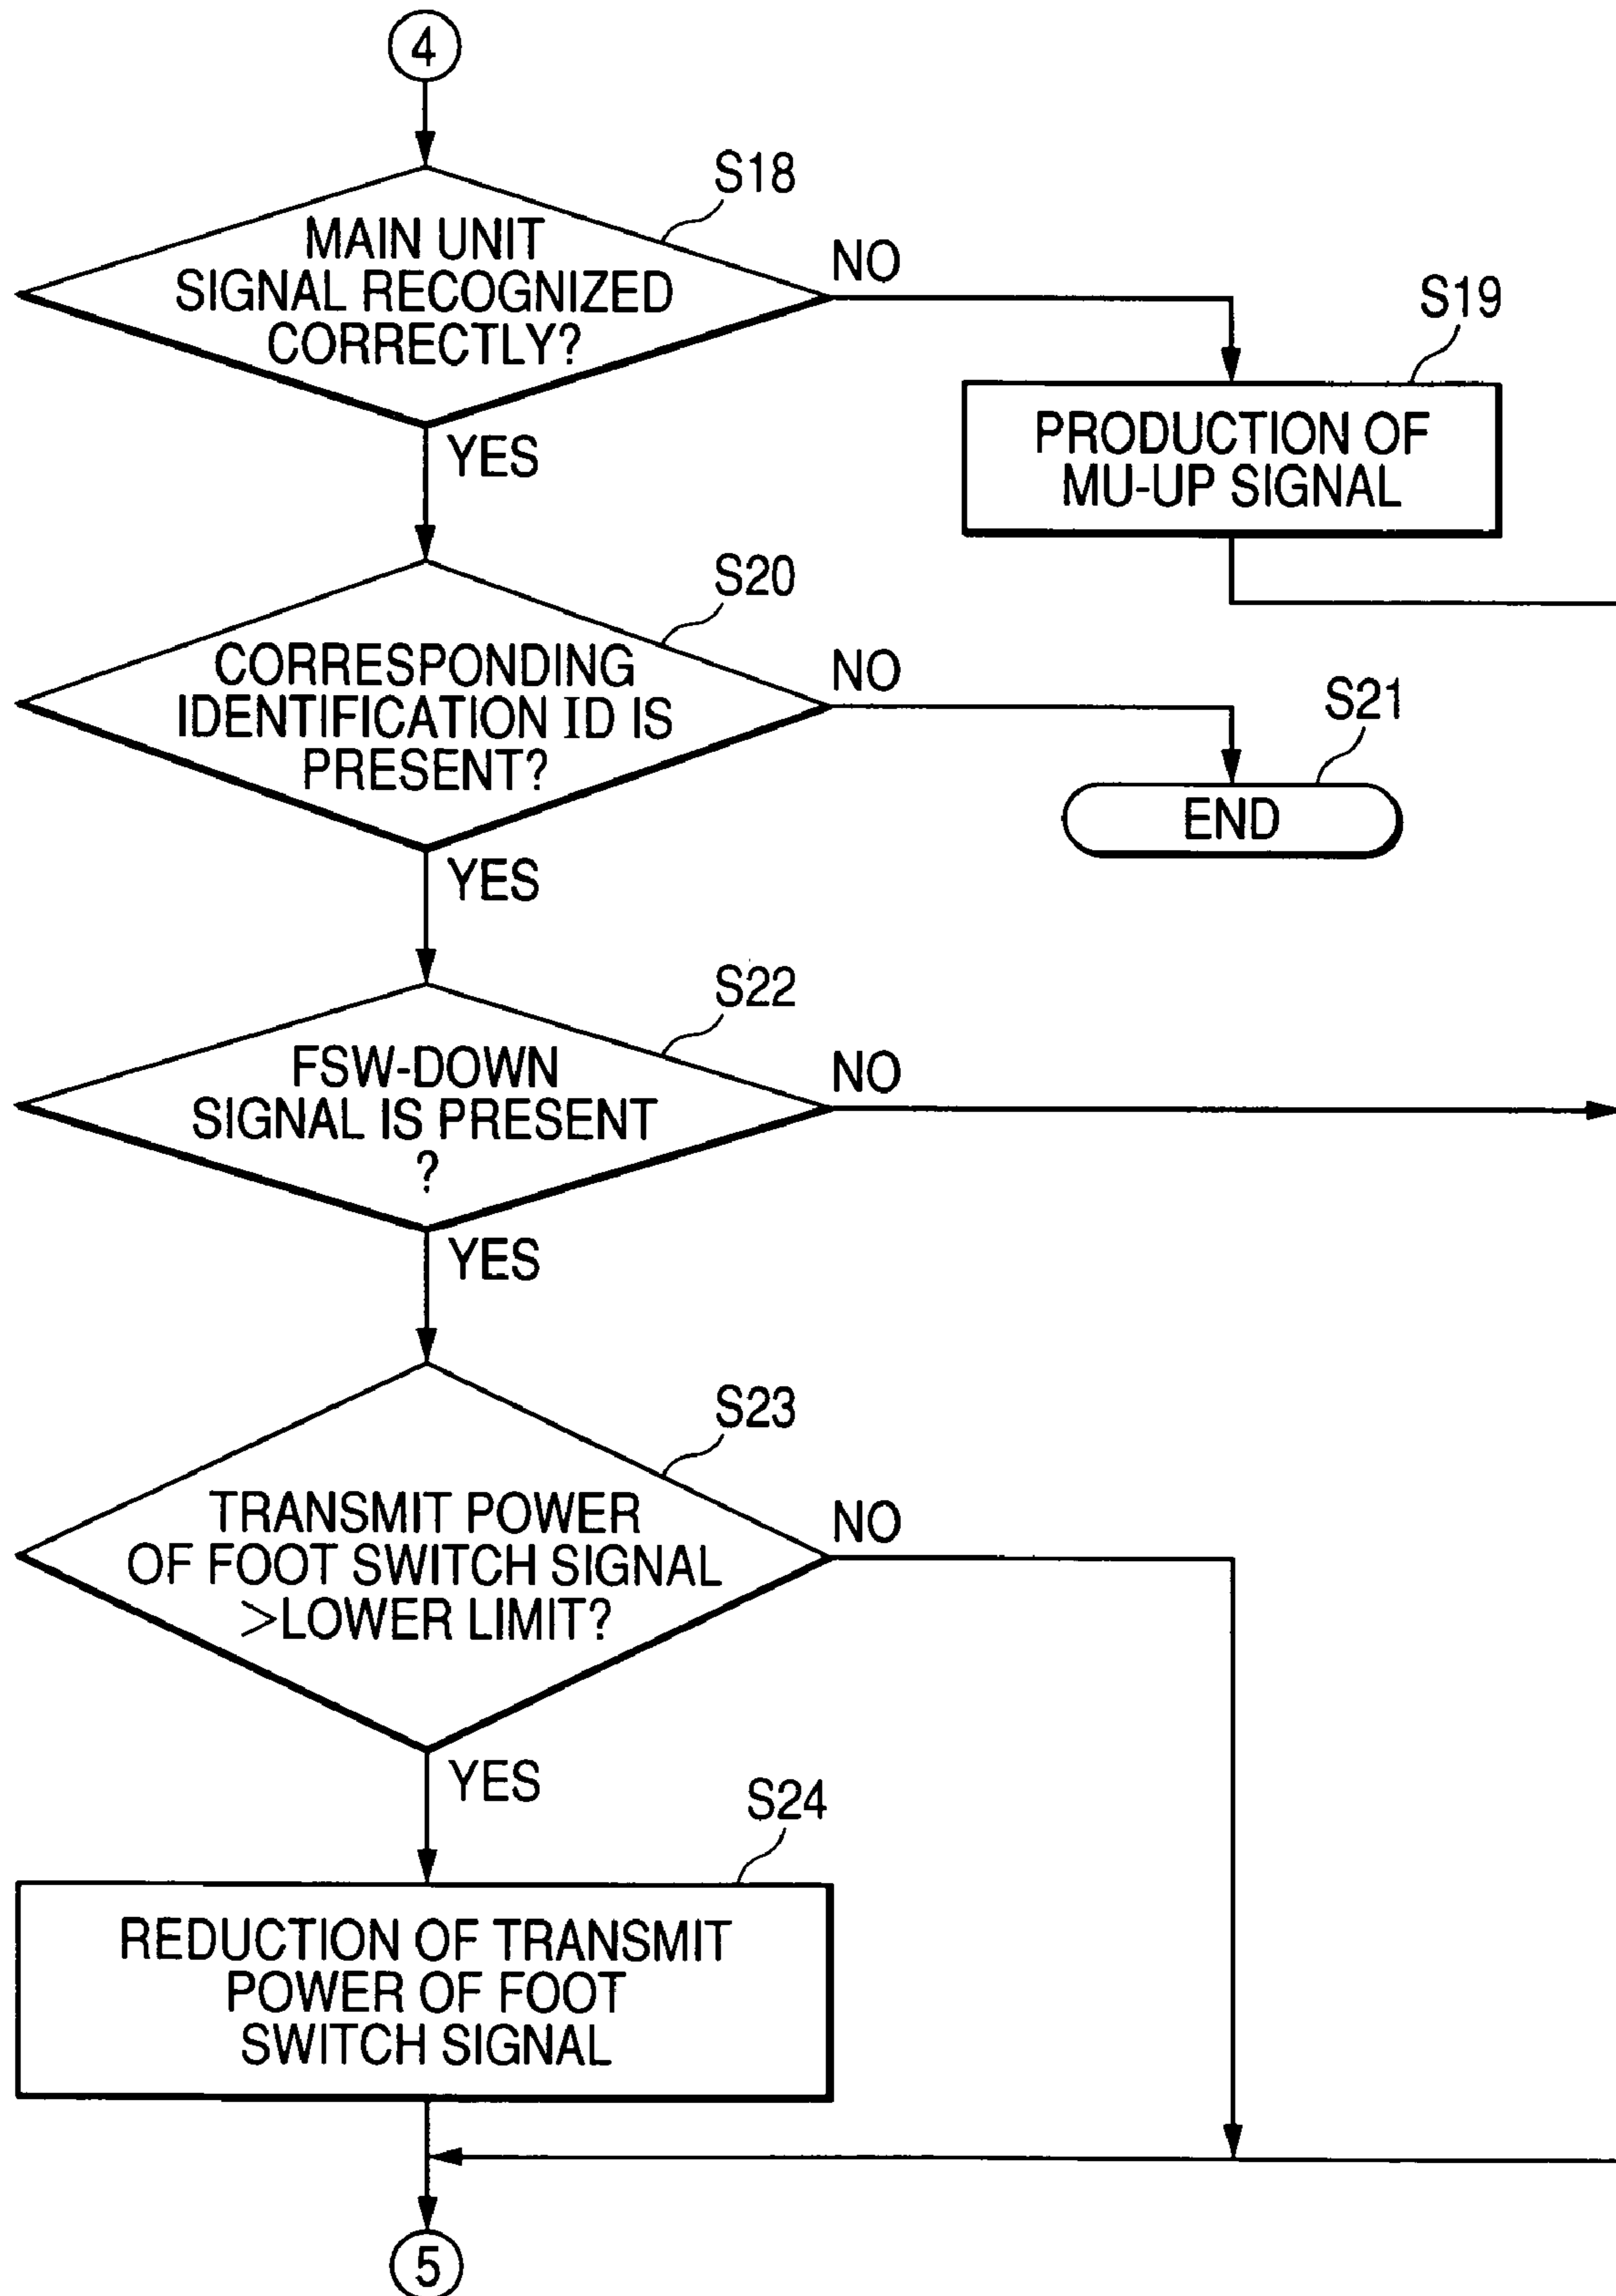 4
S18
MAIN UNIT
SIGNAL RECOGNIZED
CORRECTLY?
NO
YES
S19
PRODUCTION OF
MU-UP SIGNAL
S20
CORRESPONDING
IDENTIFICATION ID IS
PRESENT?
NO
YES
S21
END
S22
FSW-DOWN
SIGNAL IS PRESENT
?
NO
YES
S23
TRANSMIT POWER
OF FOOT SWITCH SIGNAL
>LOWER LIMIT?
NO
YES
S24
REDUCTION OF TRANSMIT
POWER OF FOOT
SWITCH SIGNAL
5